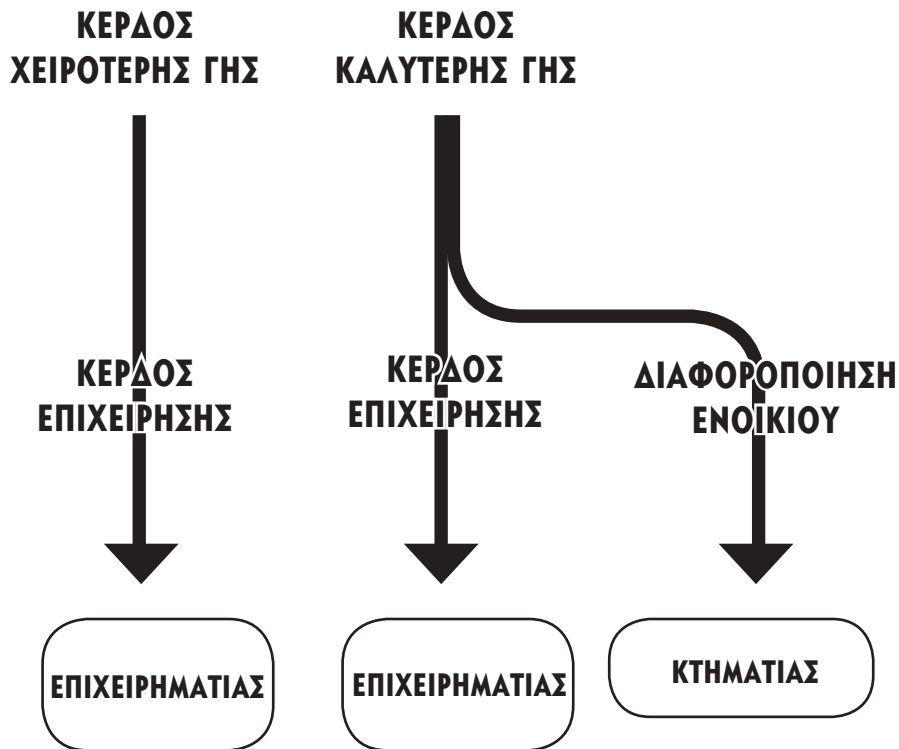 ΚΕΡΔΟΣ
ΧΕΙΡΟΤΕΡΗΣ ΓΗΣ
ΚΕΡΔΟΣ
ΚΑΛΥΤΕΡΗΣ ΓΗΣ
ΚΕΡΔΟΣ
ΕΠΙΧΕΙΡΗΣΗΣ
ΚΕΡΔΟΣ
ΕΠΙΧΕΙΡΗΣΗΣ
ΔΙΑΦΟΡΟΠΟΙΗΣΗ
ΕΝΟΙΚΙΟΥ
ΕΠΙΧΕΙΡΗΜΑΤΙΑΣ
ΕΠΙΧΕΙΡΗΜΑΤΙΑΣ
ΚΤΗΜΑΤΙΑΣ